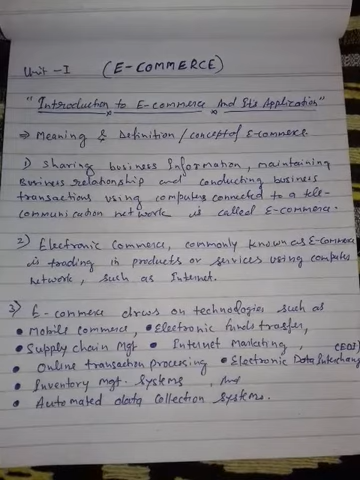 Unit - I (E-COMMERCE)
"Introduction to E-commerce And Its Application"
⇒ Meaning & Definition / concept of E-commerce
1) Sharing business Information, maintaining
Business relationship and conducting business
transactions using computers connected to a tele-
communication network is called E-commerce.
2) Electronic Commerce, commonly known as E-commerce
is trading in products or services using computer
network, such as Internet.
3) E-commerce draws on technologies such as
• Mobile commerce, • Electronic funds trasfer,
• Supply chain Mgt • Internet Marketing,
(EDI)
• Online transaction processing • Electronic Data Interchang
• Inventory mgt. Systems, And
• Automated data Collection Systems.